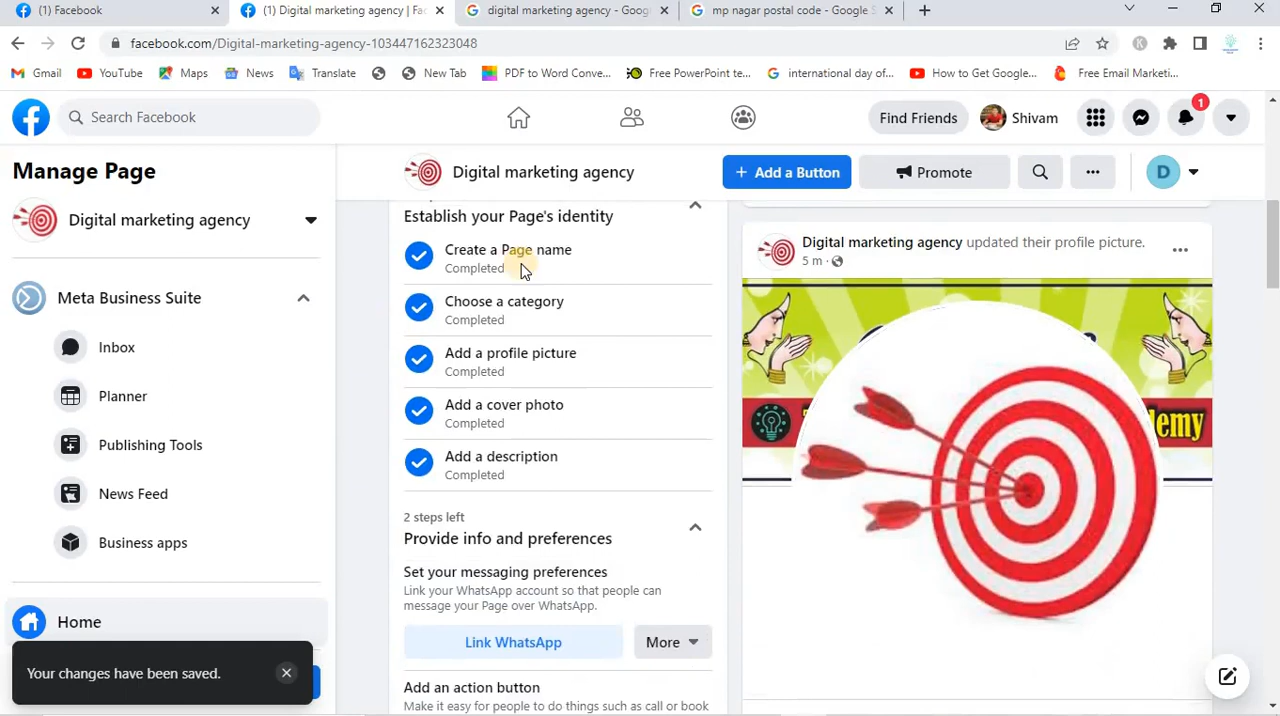 (1) Facebook
(1) Digital marketing agency | Fac
digital marketing agency - Goog
mp nagar postal code - Google S
facebook.com/Digital-marketing-agency-103447162323048
K
Gmail
YouTube
Maps
News
Translate
New Tab
PDF to Word Conve...
Free PowerPoint te...
international day of...
How to Get Google...
Free Email Marketi...
Search Facebook
Find Friends
Shivam
1
Manage Page
Digital marketing agency
Add a Button
Promote
D
Digital marketing agency
Meta Business Suite
Inbox
Planner
Publishing Tools
News Feed
Business apps
Home
Your changes have been saved.
Establish your Page's identity
Create a Page name
Completed
Choose a category
Completed
Add a profile picture
Completed
Add a cover photo
Completed
Add a description
Completed
2 steps left
Provide info and preferences
Set your messaging preferences
Link your WhatsApp account so that people can
message your Page over WhatsApp.
Link WhatsApp
More
Add an action button
Make it easy for people to do things such as call or book
Digital marketing agency updated their profile picture.
5 m